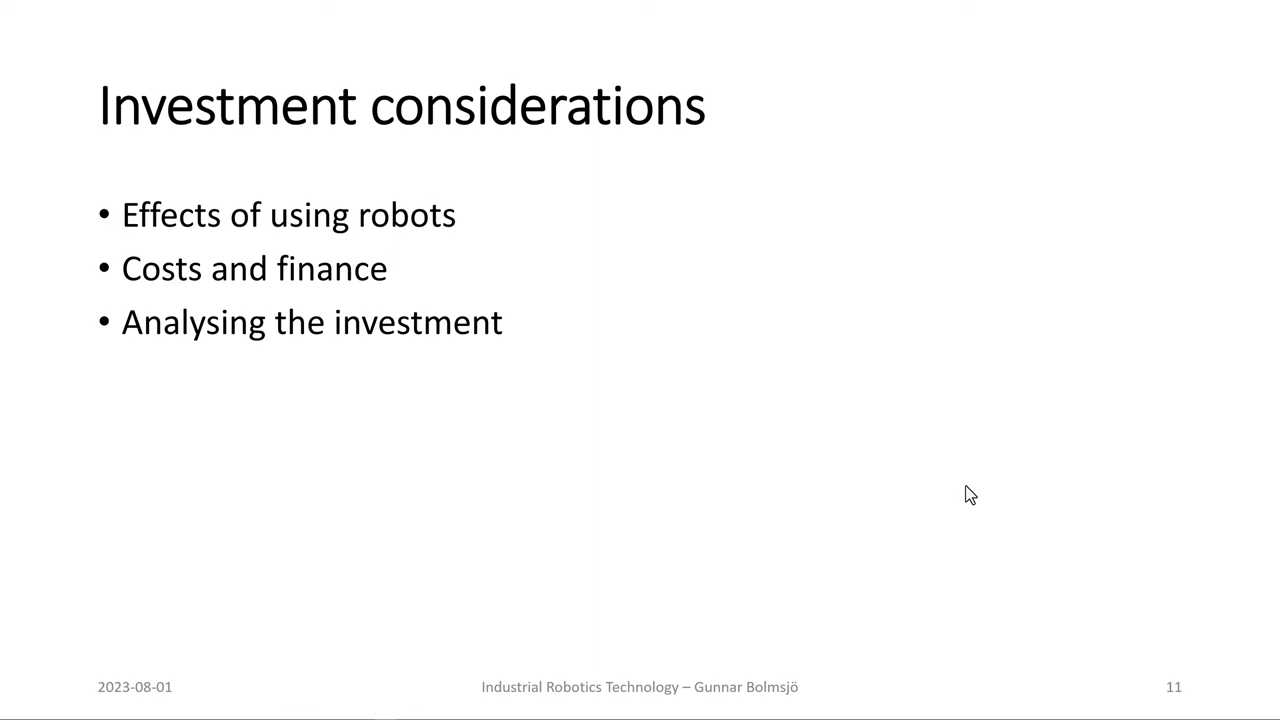 Investment considerations
• Effects of using robots
• Costs and finance
• Analysing the investment
2023-08-01
Industrial Robotics Technology – Gunnar Bolmsjö
11